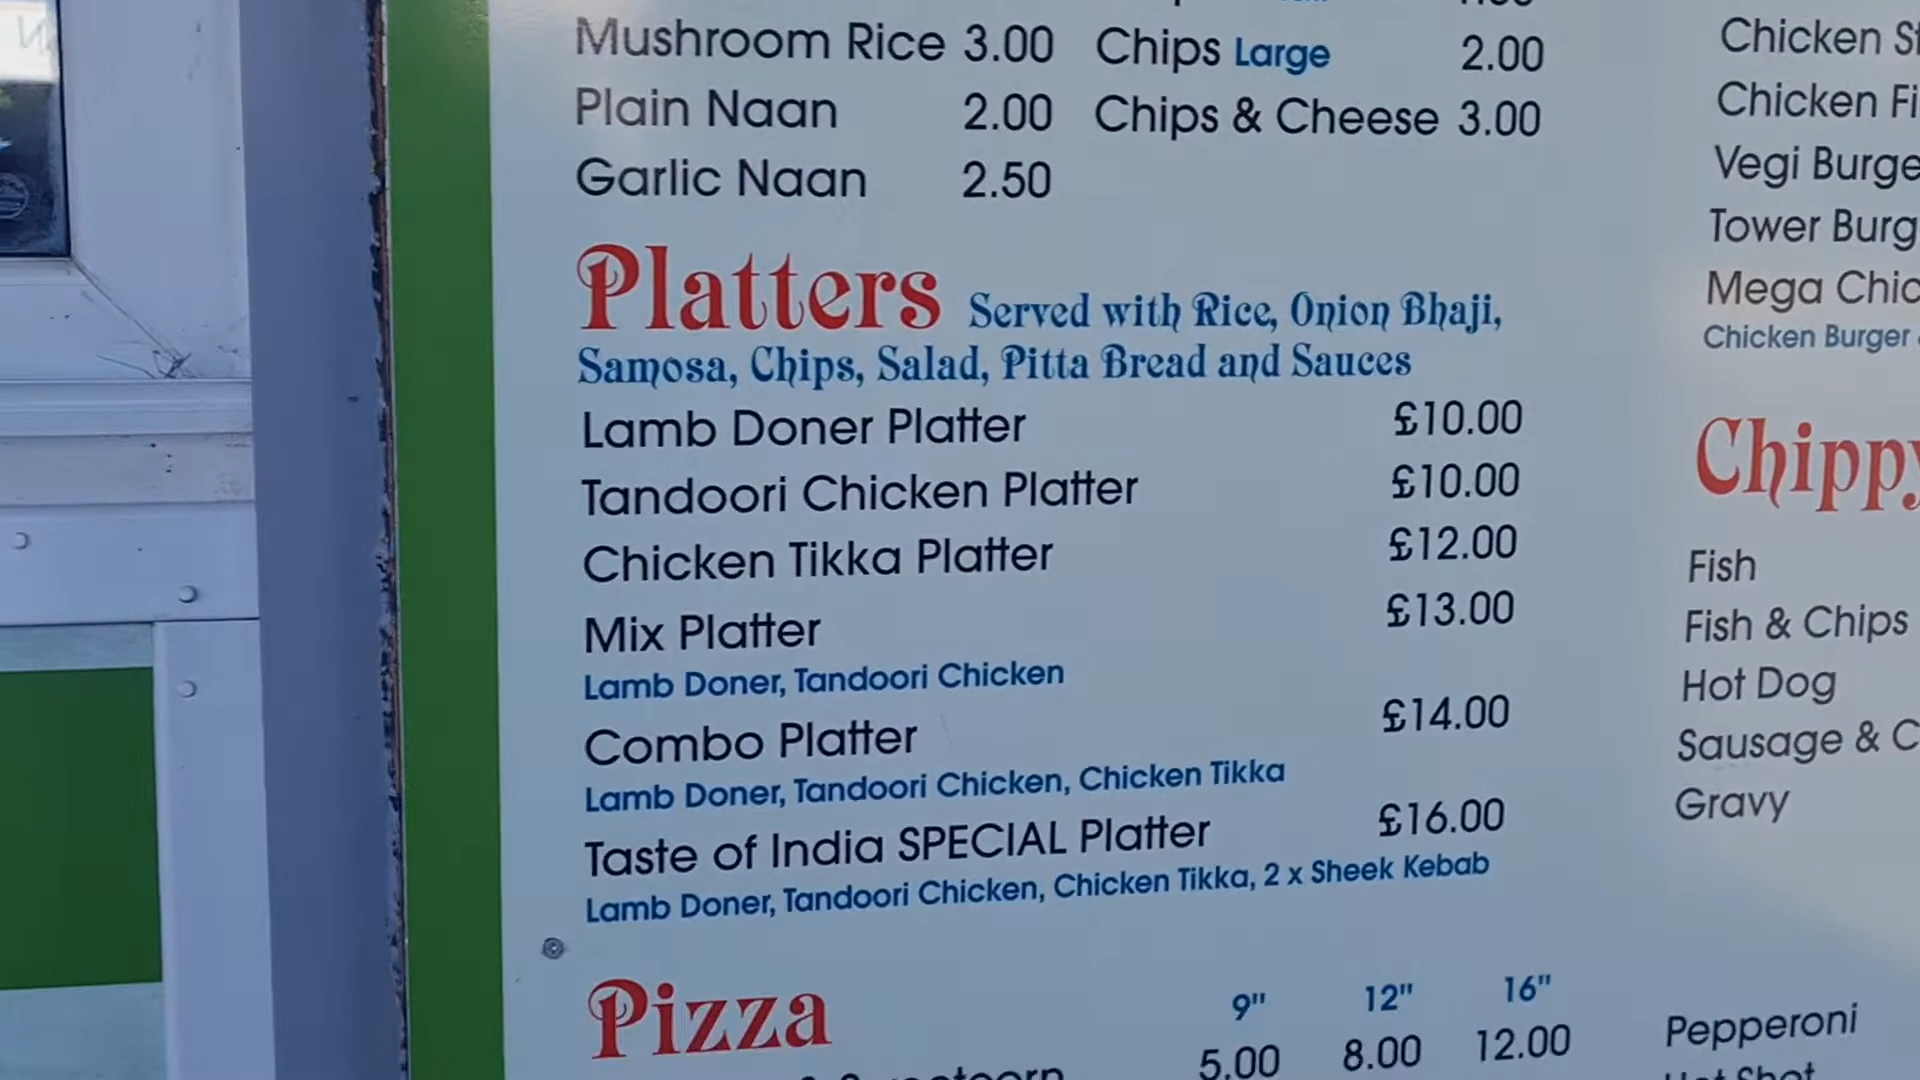 Mushroom Rice 3.00
Plain Naan 2.00
Garlic Naan 2.50
Chips Large 2.00
Chips & Cheese 3.00
Platters Served with Rice, Onion Bhaji,
Samosa, Chips, Salad, Pitta Bread and Sauces
Lamb Doner Platter £10.00
Tandoori Chicken Platter £10.00
Chicken Tikka Platter £12.00
Mix Platter £13.00
Lamb Doner, Tandoori Chicken
Combo Platter £14.00
Lamb Doner, Tandoori Chicken, Chicken Tikka
Taste of India SPECIAL Platter £16.00
Lamb Doner, Tandoori Chicken, Chicken Tikka, 2 x Sheek Kebab
Pizza 9" 12" 16"
5.00 8.00 12.00
Chicken
Chicken
Vegi
Tower
Mega
Chicken Burger
Chippy
Fish
Fish & Chips
Hot Dog
Sausage &
Gravy
Pepperoni
Hot Shot